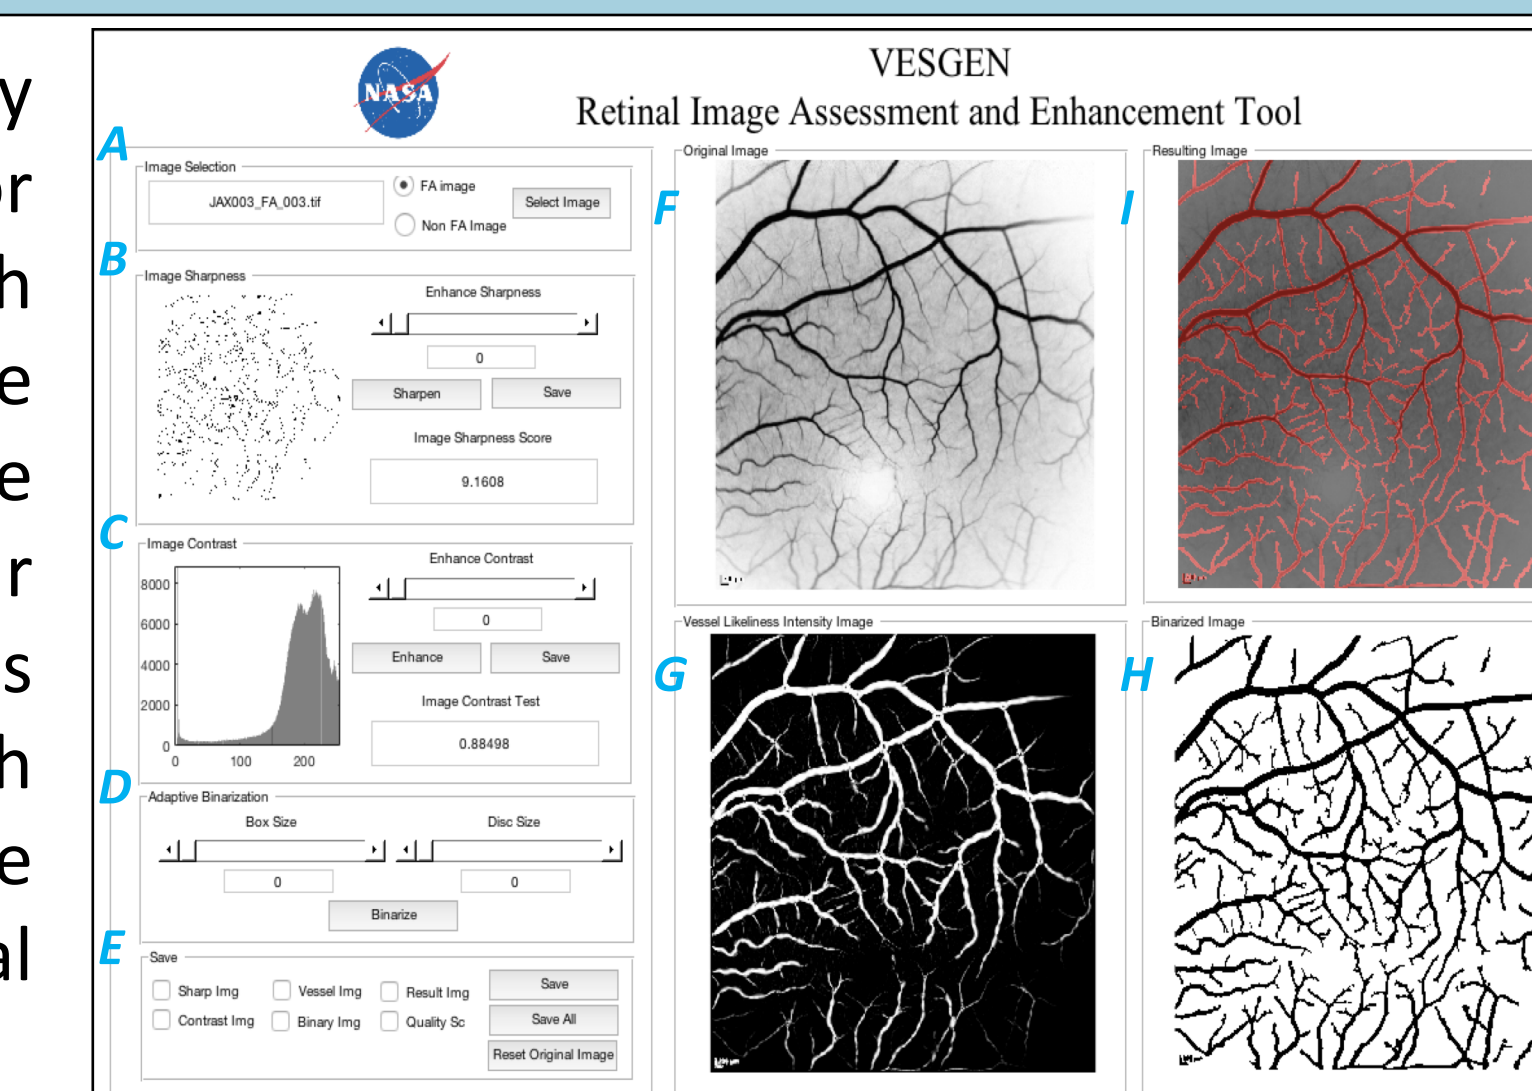 y
or
h
e
e
r
s
h
e
al
NASA
VESGEN
Retinal Image Assessment and Enhancement Tool
A
Image Selection
JAX003_FA_003.tif
FA image
Non FA Image
Select Image
B
Image Sharpness
Enhance Sharpness
0
Sharpen
Save
Image Sharpness Score
9.1608
C
Image Contrast
8000
6000
4000
2000
0
0 100 200
Enhance Contrast
0
Enhance
Save
Image Contrast Test
0.88498
D
Adaptive Binarization
Box Size
Disc Size
0
0
Binarize
E
Save
Sharp Img
Vessel Img
Result Img
Save
Contrast Img
Binary Img
Quality Sc
Save All
Reset Original Image
F
Original Image
I
Resulting Image
G
Vessel Likeliness Intensity Image
H
Binarized Image